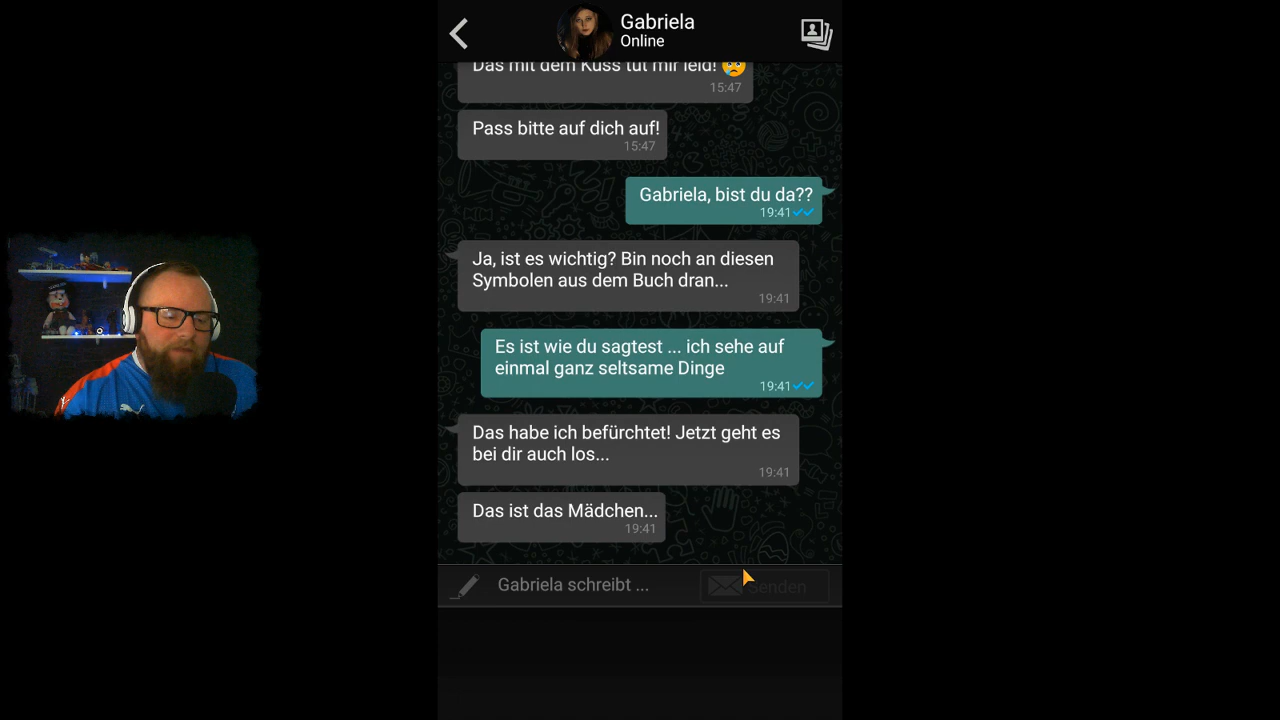 Gabriela
Online
Das mit dem Kuss tut mir leid! 😢
15:47
Pass bitte auf dich auf!
15:47
Gabriela, bist du da??
19:41
Ja, ist es wichtig? Bin noch an diesen
Symbolen aus dem Buch dran...
19:41
Es ist wie du sagtest ... ich sehe auf
einmal ganz seltsame Dinge
19:41
Das habe ich befürchtet! Jetzt geht es
bei dir auch los...
19:41
Das ist das Mädchen...
19:41
Gabriela schreibt ...
Senden